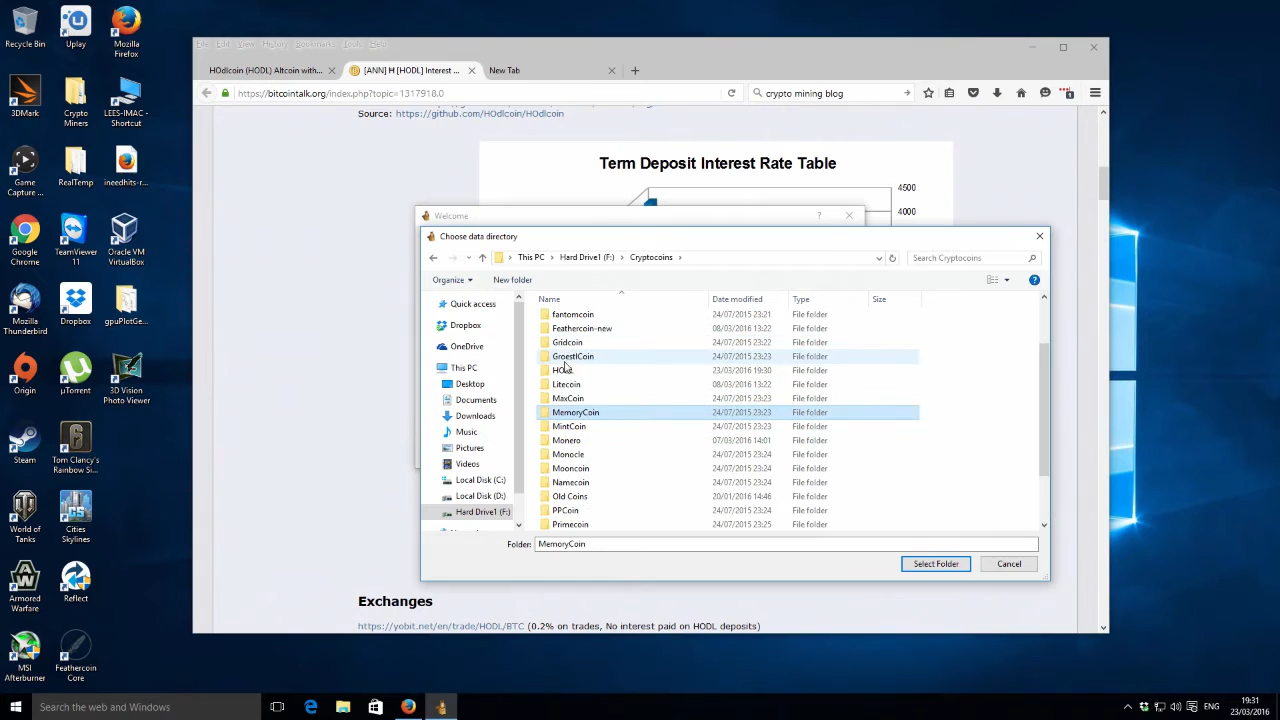 Recycle Bin
Uplay
Mozilla Firefox
3DMark
Crypto Miners
LEES-IMAC - Shortcut
Game Capture ...
RealTemp
ineedhits-r...
Google Chrome
TeamViewer 11
Oracle VM VirtualBox
Mozilla Thunderbird
Dropbox
gpuPlotGe...
Origin
µTorrent
3D Vision Photo Viewer
Steam
Tom Clancy's Rainbow Si...
World of Tanks
Cities Skylines
Armored Warfare
Reflect
MSI Afterburner
Feathercoin Core
File Edit View History Bookmarks Tools Help
HOdlcoin (HODL) Altcoin with...
[ANN] H [HODL] Interest ...
New Tab
https://bitcointalk.org/index.php?topic=1317918.0
crypto mining blog
Source: https://github.com/HOdlcoin/HOdlcoin
Term Deposit Interest Rate Table
4500
4000
Welcome
Choose data directory
This PC > Hard Drive1 (F:) > Cryptocoins >
Search Cryptocoins
Organize
New folder
Quick access
Dropbox
OneDrive
This PC
Desktop
Documents
Downloads
Music
Pictures
Videos
Local Disk (C:)
Local Disk (D:)
Hard Drive1 (F:)
Name Date modified Type Size
fantomcoin 24/07/2015 23:21 File folder
Feathercoin-new 08/03/2016 13:22 File folder
Gridcoin 24/07/2015 23:22 File folder
GroestlCoin 24/07/2015 23:23 File folder
HODL 23/03/2016 19:30 File folder
Litecoin 08/03/2016 13:22 File folder
MaxCoin 24/07/2015 23:23 File folder
MemoryCoin 24/07/2015 23:23 File folder
MintCoin 24/07/2015 23:23 File folder
Monero 07/03/2016 14:01 File folder
Monocle 24/07/2015 23:24 File folder
Mooncoin 24/07/2015 23:24 File folder
Namecoin 24/07/2015 23:24 File folder
Old Coins 20/01/2016 14:46 File folder
PPCoin 24/07/2015 23:24 File folder
Primecoin 24/07/2015 23:25 File folder
Folder: MemoryCoin
Select Folder
Cancel
Exchanges
https://yobit.net/en/trade/HODL/BTC (0.2% on trades, No interest paid on HODL deposits)
Search the web and Windows
ENG
19:31
23/03/2016